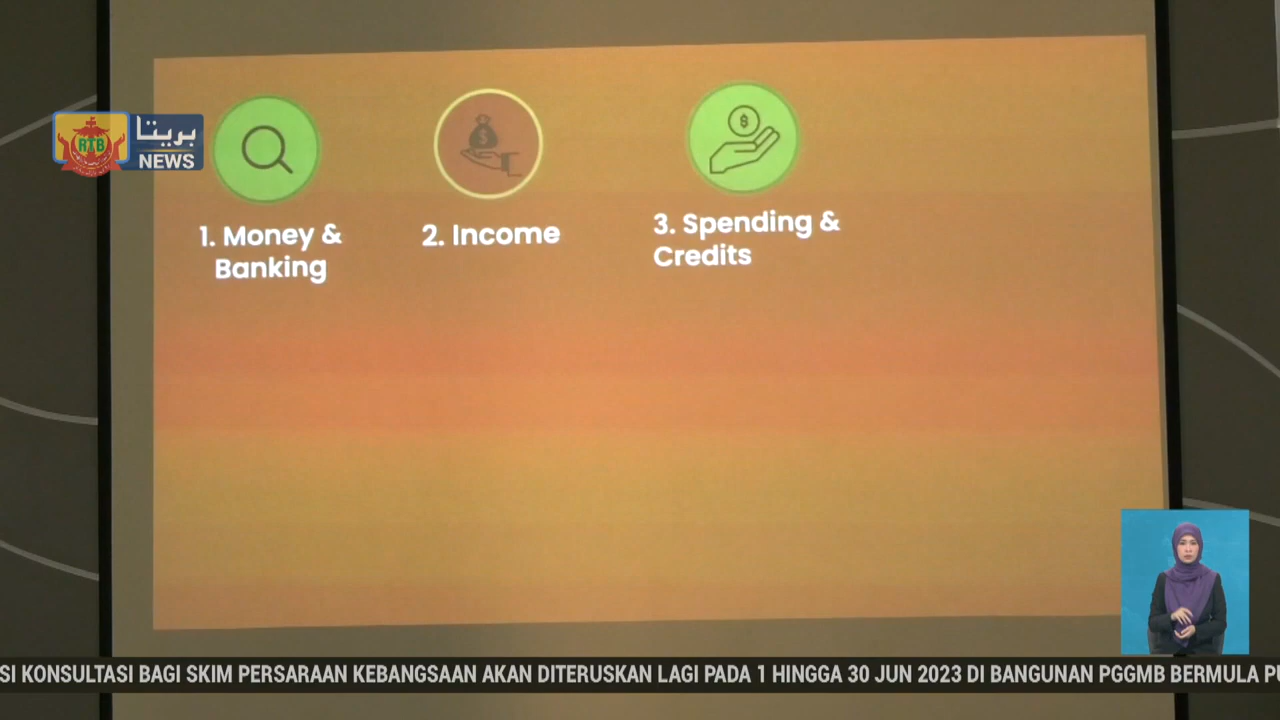 بريتا
RTB
NEWS
1. Money &
Banking
2. Income
3. Spending &
Credits
SI KONSULTASI BAGI SKIM PERSARAAN KEBANGSAAN AKAN DITERUSKAN LAGI PADA 1 HINGGA 30 JUN 2023 DI BANGUNAN PGGMB BERMULA